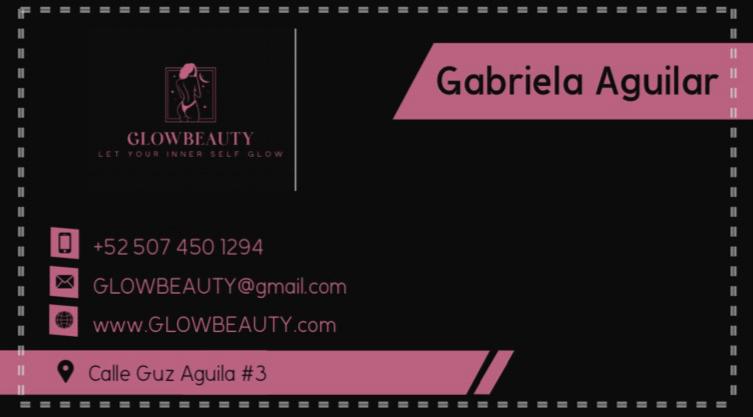 GLOWBEAUTY
LET YOUR INNER SELF GLOW
Gabriela Aguilar
+52 507 450 1294
GLOWBEAUTY@gmail.com
www.GLOWBEAUTY.com
Calle Guz Aguila #3